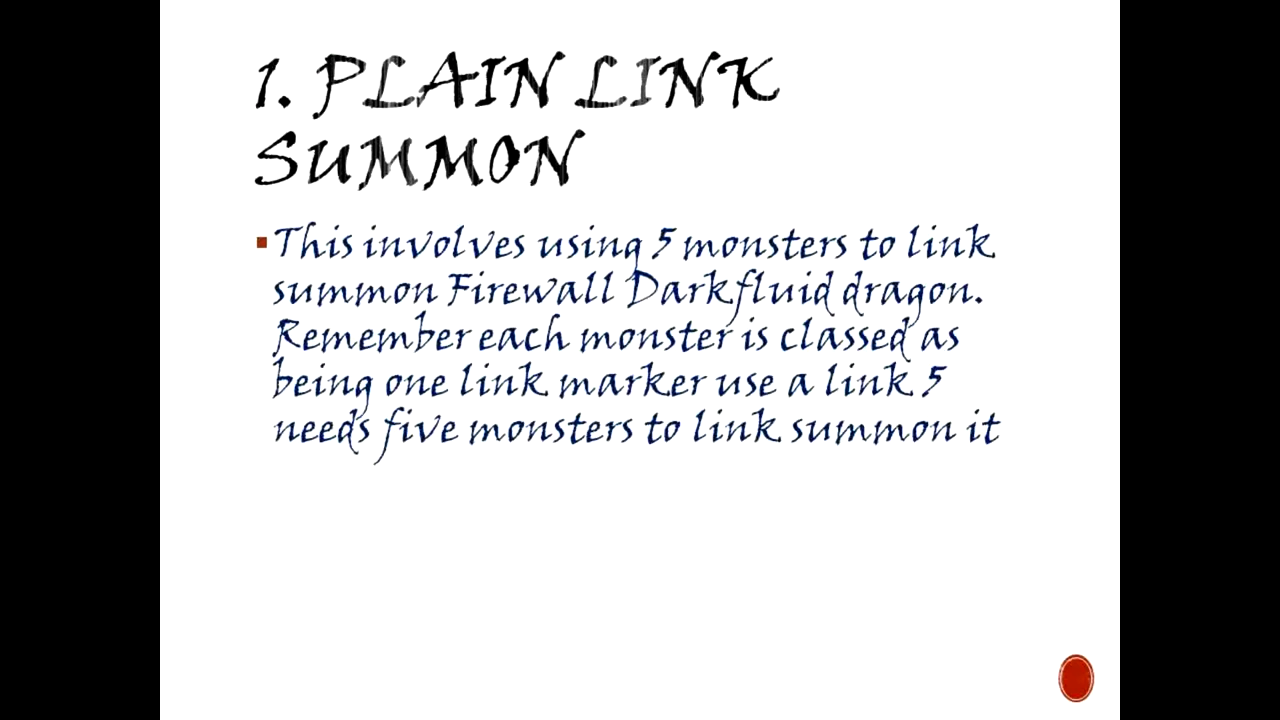 1. PLAIN LINK
SUMMON
This involves using 5 monsters to link
summon Firewall Darkfluid dragon.
Remember each monster is classed as
being one link marker use a link 5
needs five monsters to link summon it